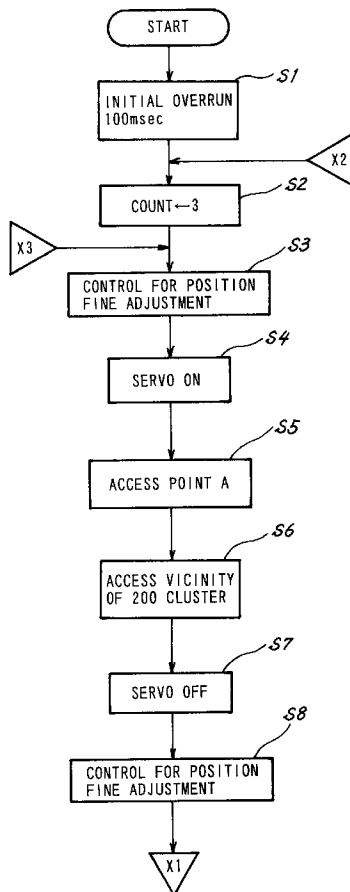 START
S1
INITIAL OVERRUN
100msec
X2
S2
COUNT←3
X3
S3
CONTROL FOR POSITION
FINE ADJUSTMENT
S4
SERVO ON
S5
ACCESS POINT A
S6
ACCESS VICINITY
OF 200 CLUSTER
S7
SERVO OFF
S8
CONTROL FOR POSITION
FINE ADJUSTMENT
X1